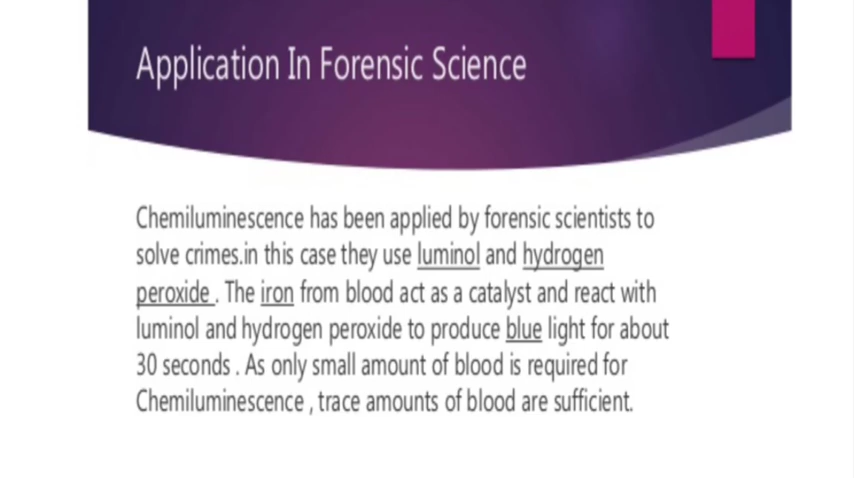 Application In Forensic Science
Chemiluminescence has been applied by forensic scientists to
solve crimes.in this case they use luminol and hydrogen
peroxide . The iron from blood act as a catalyst and react with
luminol and hydrogen peroxide to produce blue light for about
30 seconds . As only small amount of blood is required for
Chemiluminescence , trace amounts of blood are sufficient.